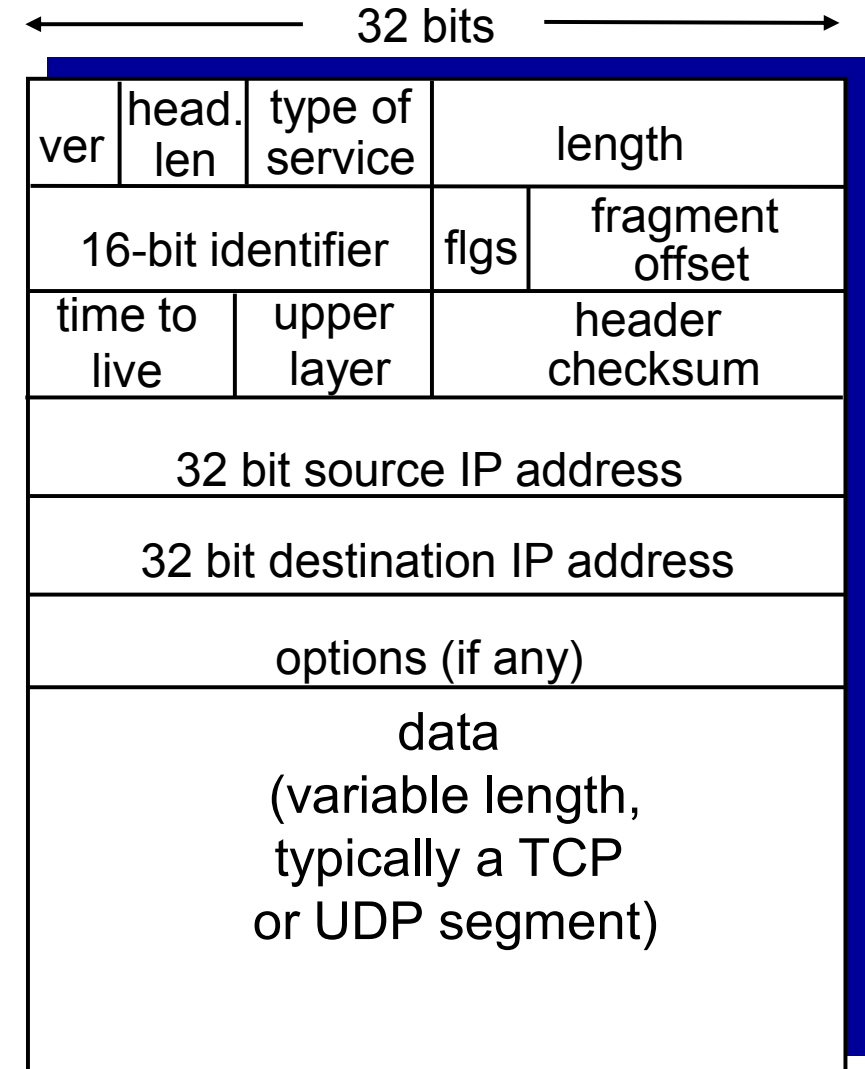 32 bits
ver
head.
len
type of
service
length
16-bit identifier
flgs
fragment
offset
time to
live
upper
layer
header
checksum
32 bit source IP address
32 bit destination IP address
options (if any)
data
(variable length,
typically a TCP
or UDP segment)